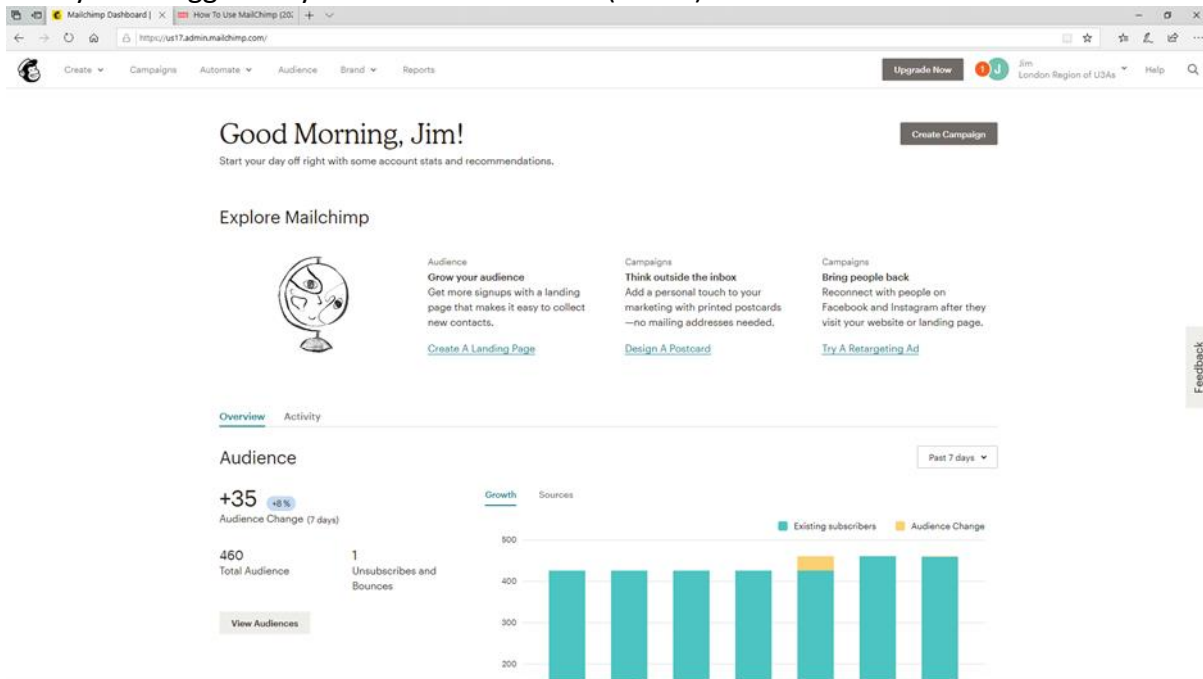 Mailchimp Dashboard |
How To Use MailChimp (202
https://us17.admin.mailchimp.com/
Create Campaigns Automate Audience Brand Reports
Upgrade Now
1 J
Jim
London Region of U3As
Help
Good Morning, Jim!
Create Campaign
Start your day off right with some account stats and recommendations.
Explore Mailchimp
Audience
Grow your audience
Get more signups with a landing
page that makes it easy to collect
new contacts.
Create A Landing Page
Campaigns
Think outside the inbox
Add a personal touch to your
marketing with printed postcards
—no mailing addresses needed.
Design A Postcard
Campaigns
Bring people back
Reconnect with people on
Facebook and Instagram after they
visit your website or landing page.
Try A Retargeting Ad
Feedback
Overview Activity
Audience
Past 7 days
+35 +8 %
Audience Change (7 days)
460
Total Audience
1
Unsubscribes and
Bounces
View Audiences
Growth Sources
Existing subscribers Audience Change
500
400
300
200